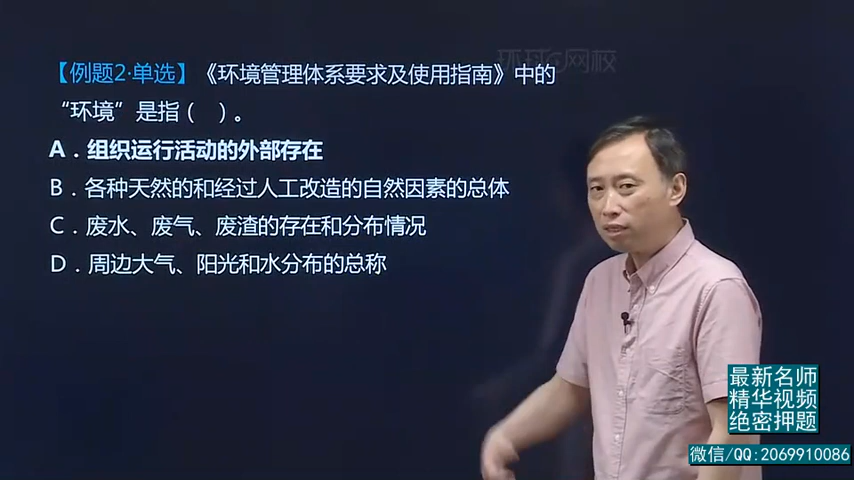 环球网校
【例题2·单选】《环境管理体系要求及使用指南》中的
“环境”是指（　）。
A．组织运行活动的外部存在
B．各种天然的和经过人工改造的自然因素的总体
C．废水、废气、废渣的存在和分布情况
D．周边大气、阳光和水分布的总称
最新名师
精华视频
绝密押题
微信/QQ:2069910086